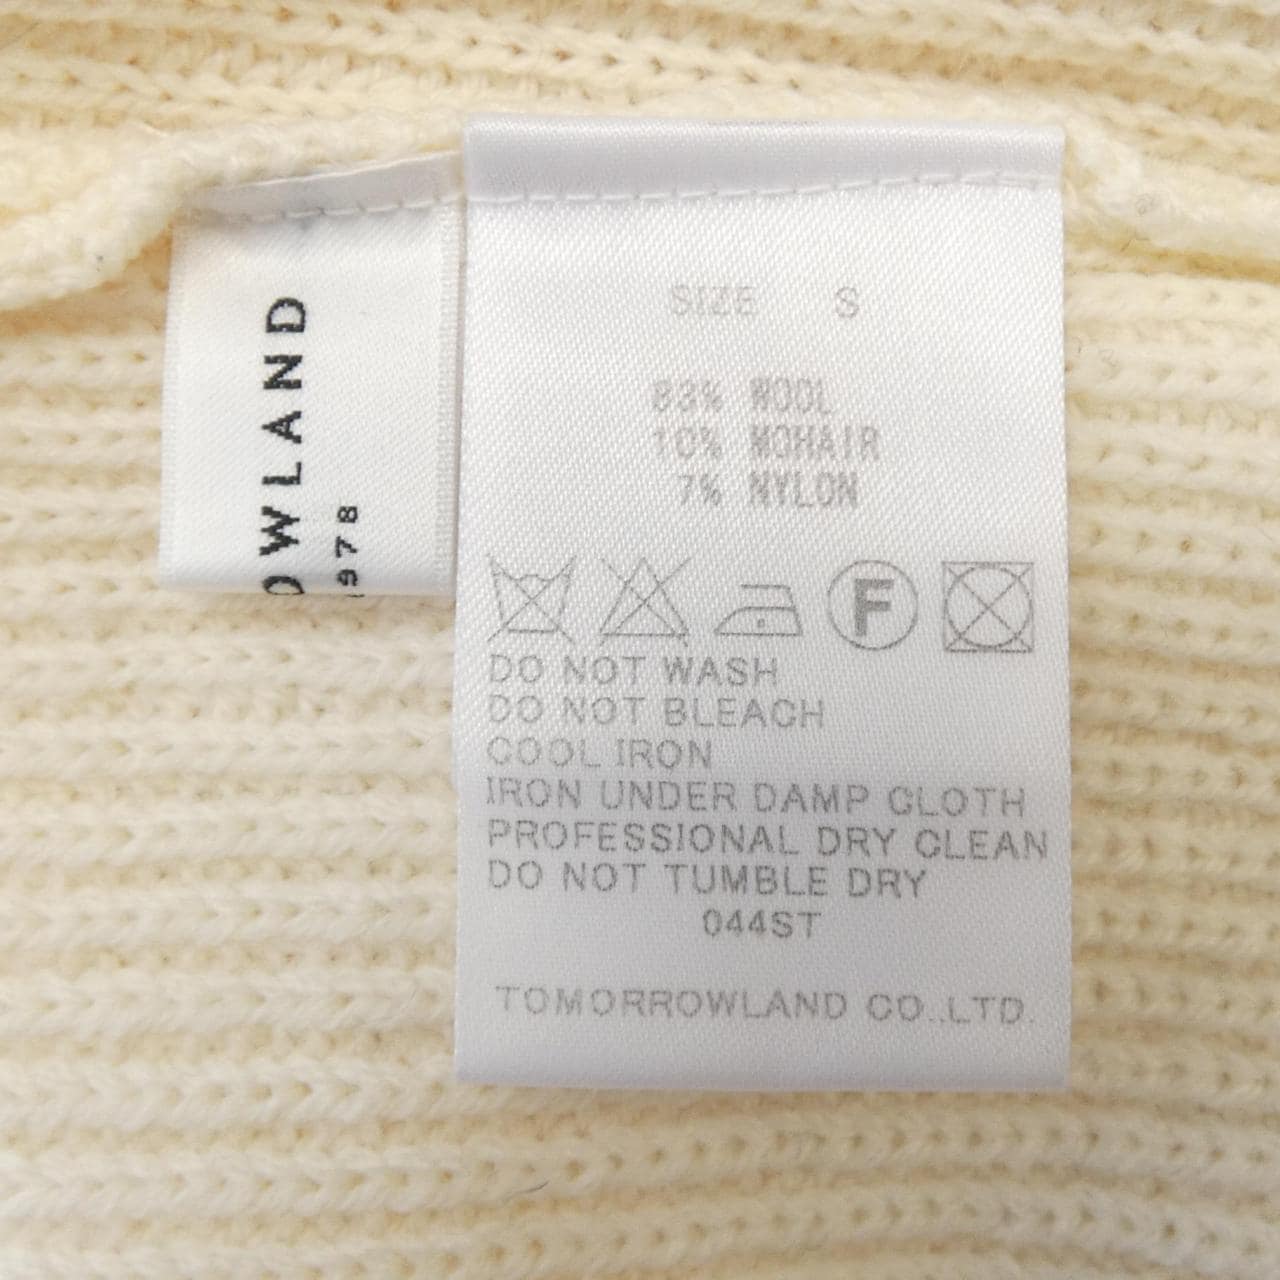 OWLAND
1978
SIZE S
83% WOOL
10% MOHAIR
7% NYLON
F
DO NOT WASH
DO NOT BLEACH
COOL IRON
IRON UNDER DAMP CLOTH
PROFESSIONAL DRY CLEAN
DO NOT TUMBLE DRY
044ST
TOMORROWLAND CO.,LTD.